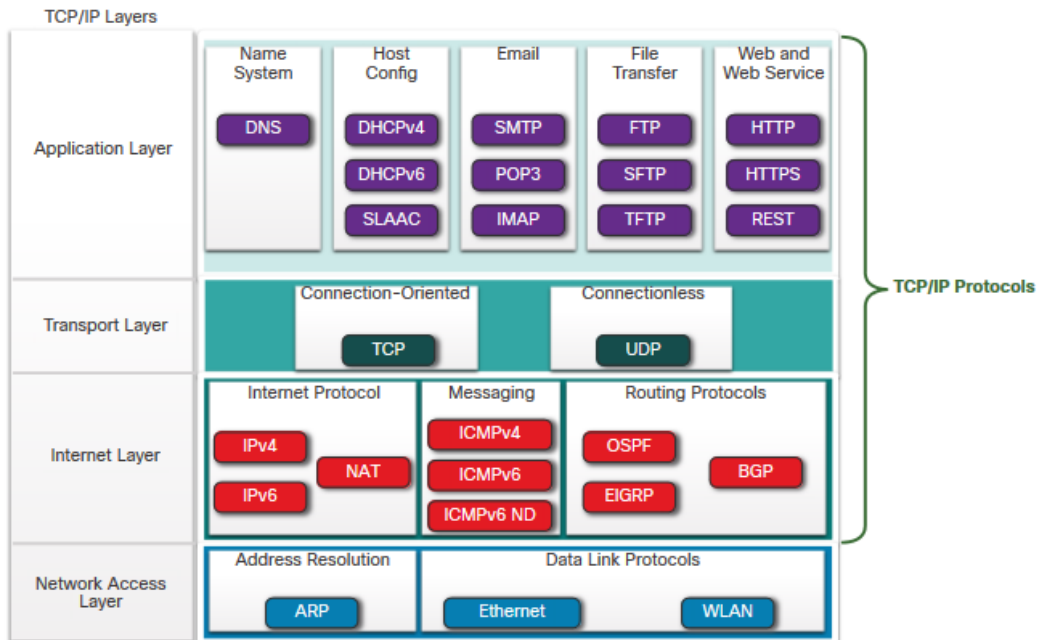 TCP/IP Layers
Application Layer
Name
System
DNS
Host
Config
DHCPv4
DHCPv6
SLAAC
Email
SMTP
POP3
IMAP
File
Transfer
FTP
SFTP
TFTP
Web and
Web Service
HTTP
HTTPS
REST
TCP/IP Protocols
Transport Layer
Connection-Oriented
TCP
Connectionless
UDP
Internet Layer
Internet Protocol
IPv4
NAT
IPv6
Messaging
ICMPv4
ICMPv6
ICMPv6 ND
Routing Protocols
OSPF
BGP
EIGRP
Network Access
Layer
Address Resolution
ARP
Data Link Protocols
Ethernet
WLAN